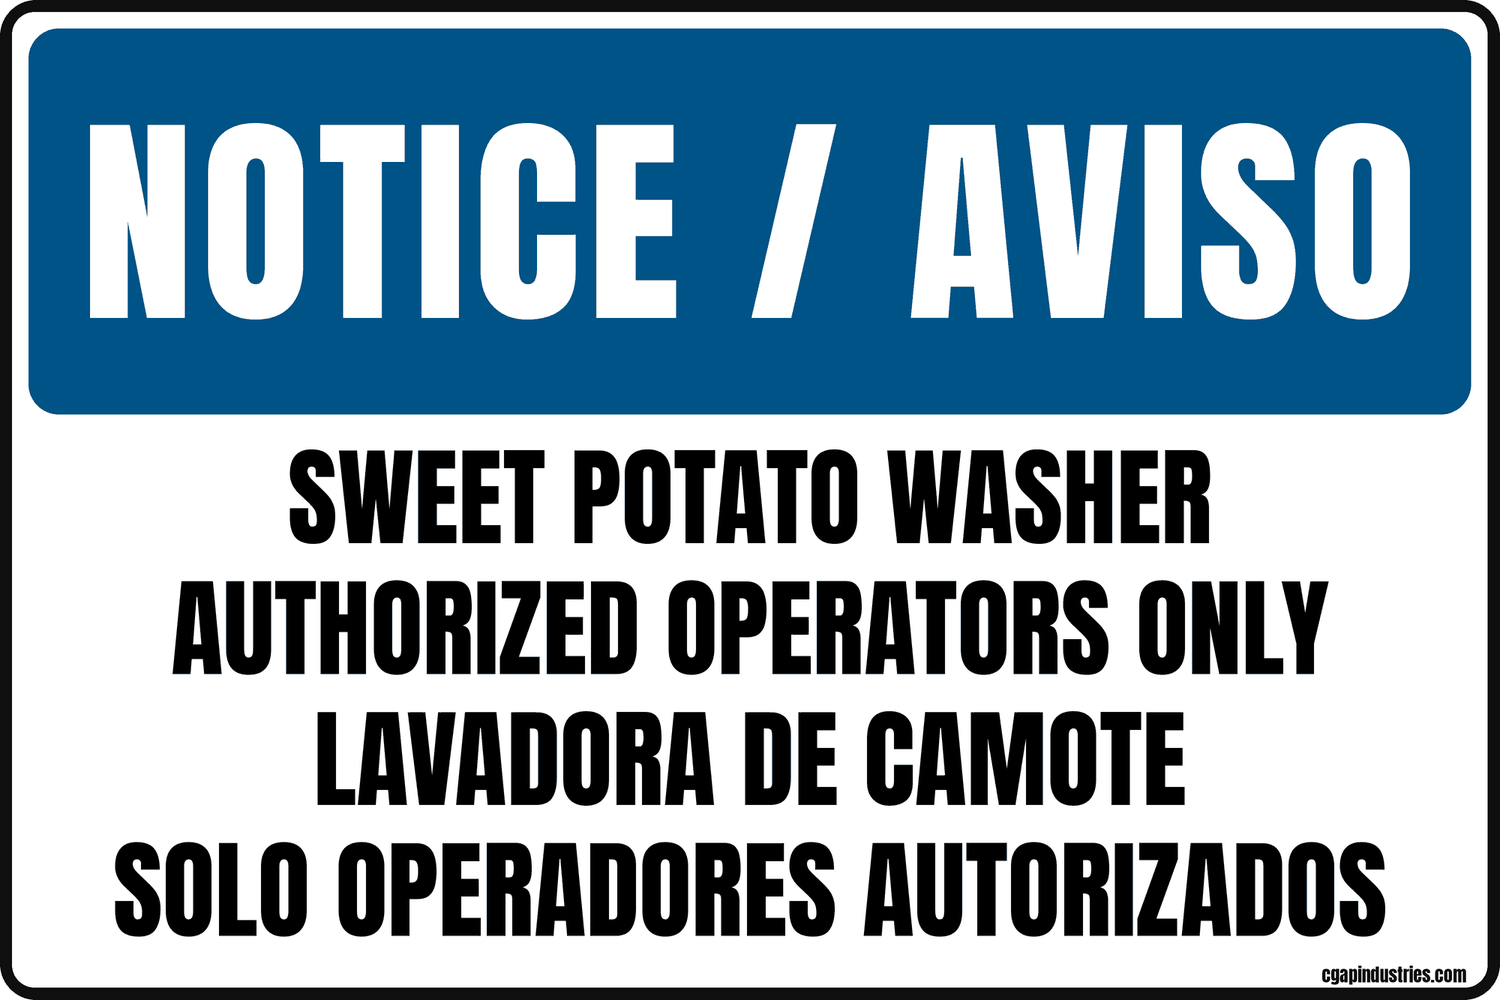 NOTICE / AVISO
SWEET POTATO WASHER
AUTHORIZED OPERATORS ONLY
LAVADORA DE CAMOTE
SOLO OPERADORES AUTORIZADOS
cgapindustries.com